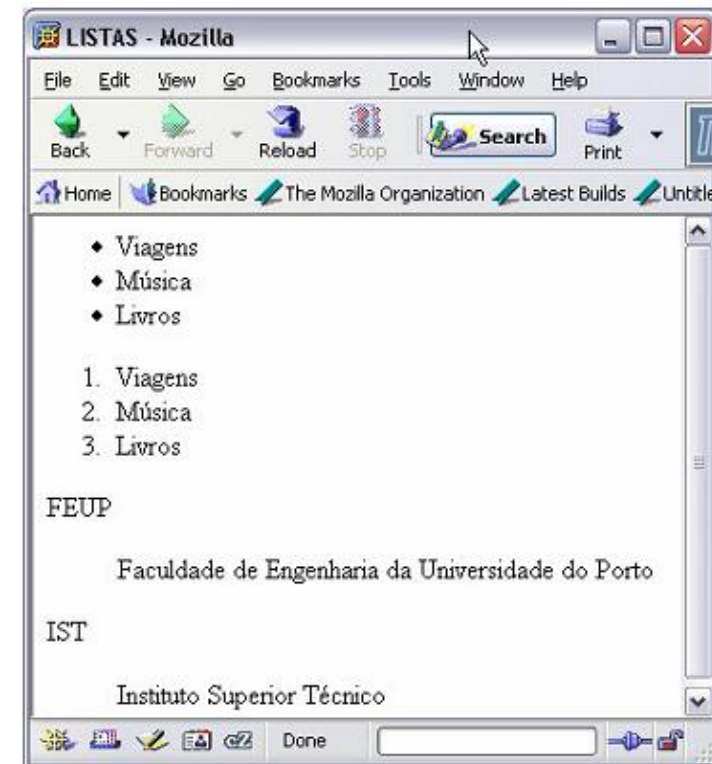 LISTAS - Mozilla
File Edit View Go Bookmarks Tools Window Help
Back Forward Reload Stop Search Print
Home Bookmarks The Mozilla Organization Latest Builds Untitle
• Viagens
• Música
• Livros
1. Viagens
2. Música
3. Livros
FEUP
Faculdade de Engenharia da Universidade do Porto
IST
Instituto Superior Técnico
Done